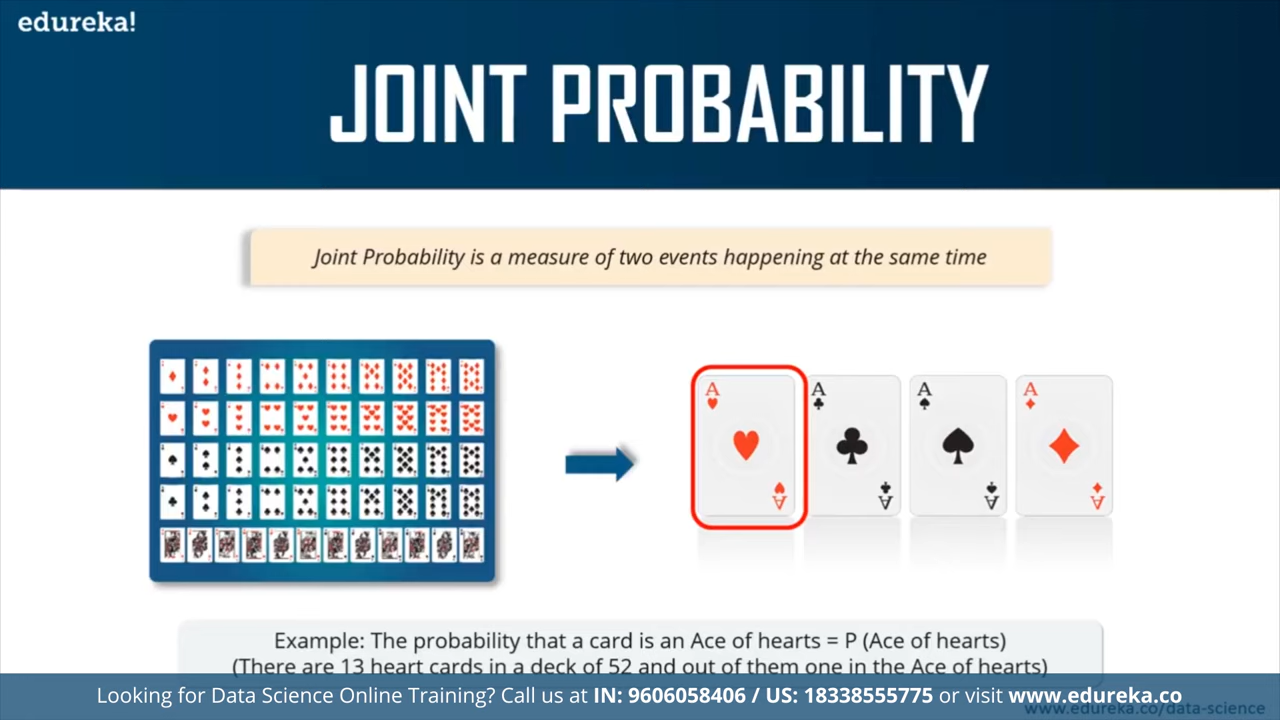 edureka!
JOINT PROBABILITY
Joint Probability is a measure of two events happening at the same time
A A A A
A A A A
Example: The probability that a card is an Ace of hearts = P (Ace of hearts)
(There are 13 heart cards in a deck of 52 and out of them one in the Ace of hearts)
Looking for Data Science Online Training? Call us at IN: 9606058406 / US: 18338555775 or visit www.edureka.co
www.edureka.co/data-science